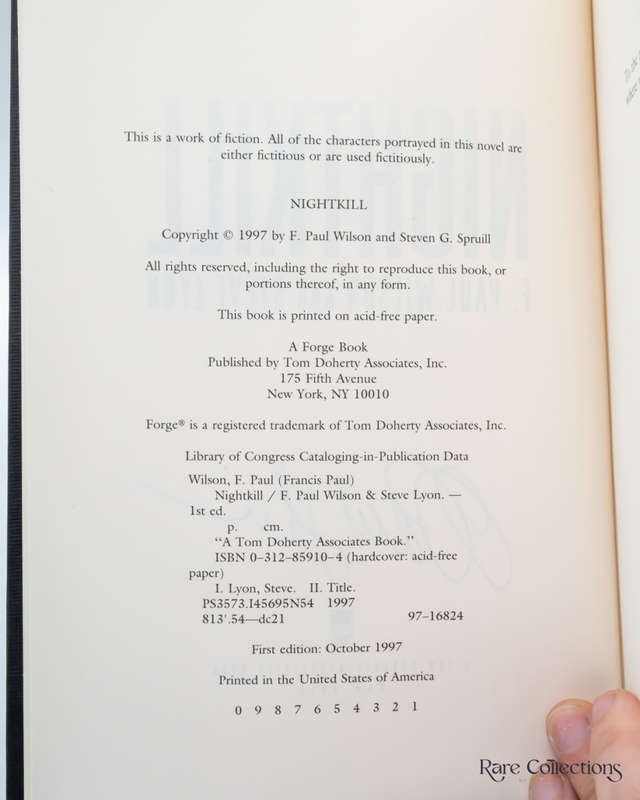 This is a work of fiction. All of the characters portrayed in this novel are
either fictitious or are used fictitiously.
NIGHTKILL
Copyright © 1997 by F. Paul Wilson and Steven G. Spruill
All rights reserved, including the right to reproduce this book, or
portions thereof, in any form.
This book is printed on acid-free paper.
A Forge Book
Published by Tom Doherty Associates, Inc.
175 Fifth Avenue
New York, NY 10010
Forge® is a registered trademark of Tom Doherty Associates, Inc.
Library of Congress Cataloging-in-Publication Data
Wilson, F. Paul (Francis Paul)
Nightkill / F. Paul Wilson & Steve Lyon. —
1st ed.
p. cm.
“A Tom Doherty Associates Book.”
ISBN 0–312–85910–4 (hardcover: acid-free
paper)
I. Lyon, Steve. II. Title.
PS3573.I45695N54 1997
813'.54—dc21 97–16824
First edition: October 1997
Printed in the United States of America
0 9 8 7 6 5 4 3 2 1
Rare Collections